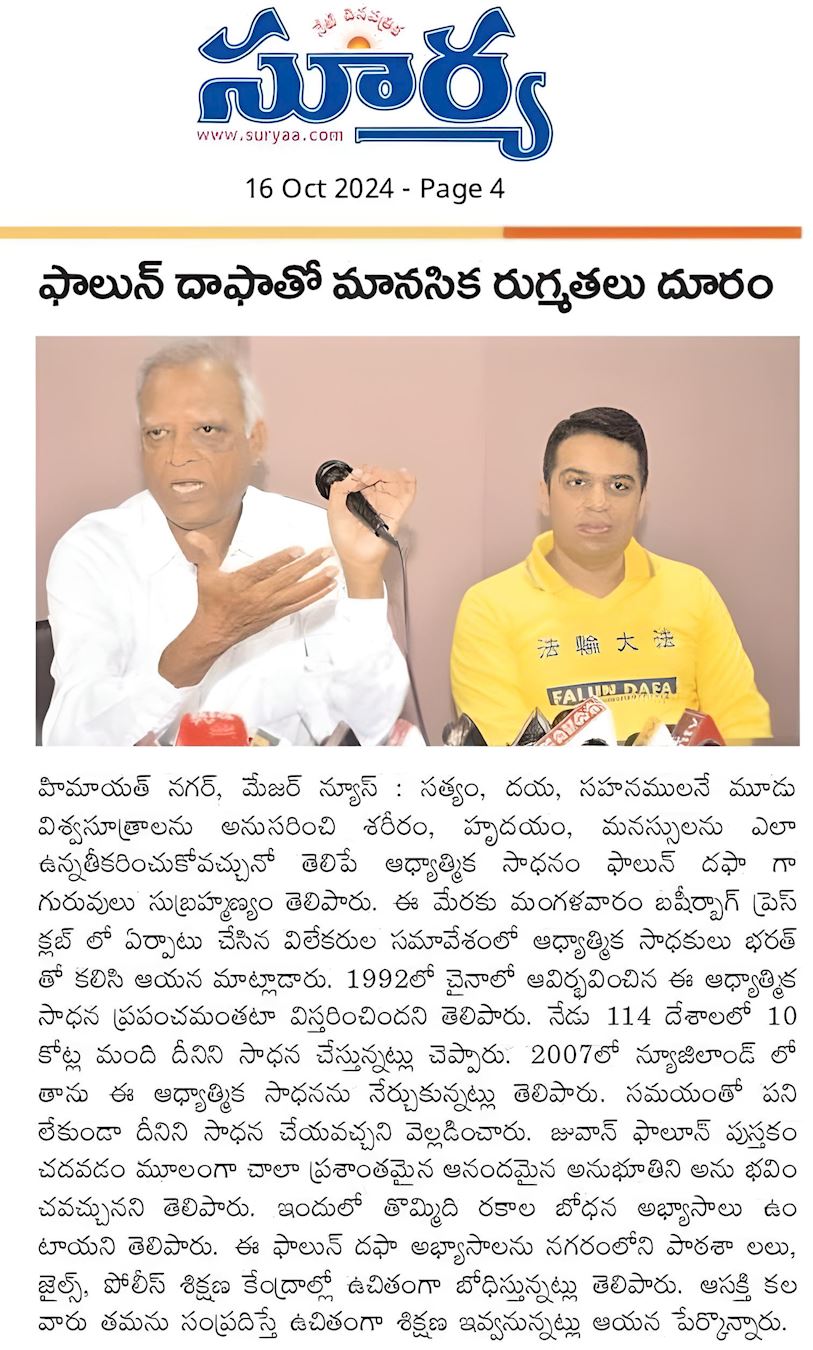 నేటి దినపత్రిక
సూర్య
www.suryaa.com
16 Oct 2024 - Page 4
ఫాలున్ దాఫాతో మానసిక రుగ్మతలు దూరం
法輪大法
FALUN DAFA
హిమాయత్ నగర్, మేజర్ న్యూస్ : సత్యం, దయ, సహనములనే మూడు
విశ్వసూత్రాలను అనుసరించి శరీరం, హృదయం, మనస్సులను ఎలా
ఉన్నతీకరించుకోవచ్చునో తెలిపే ఆధ్యాత్మిక సాధనం ఫాలున్ దఫా గా
గురువులు సుబ్రహ్మణ్యం తెలిపారు. ఈ మేరకు మంగళవారం బషీర్బాగ్ ప్రెస్
క్లబ్ లో ఏర్పాటు చేసిన విలేకరుల సమావేశంలో ఆధ్యాత్మిక సాధకులు భరత్
తో కలిసి ఆయన మాట్లాడారు. 1992లో చైనాలో ఆవిర్భవించిన ఈ ఆధ్యాత్మిక
సాధన ప్రపంచమంతటా విస్తరించిందని తెలిపారు. నేడు 114 దేశాలలో 10
కోట్ల మంది దీనిని సాధన చేస్తున్నట్లు చెప్పారు. 2007లో న్యూజిలాండ్ లో
తాను ఈ ఆధ్యాత్మిక సాధనను నేర్చుకున్నట్లు తెలిపారు. సమయంతో పని
లేకుండా దీనిని సాధన చేయవచ్చని వెల్లడించారు. జువాన్ ఫాలూన్ పుస్తకం
చదవడం మూలంగా చాలా ప్రశాంతమైన ఆనందమైన అనుభూతిని అను భవిం
చవచ్చునని తెలిపారు. ఇందులో తొమ్మిది రకాల బోధన అభ్యాసాలు ఉం
టాయని తెలిపారు. ఈ ఫాలున్ దఫా అభ్యాసాలను నగరంలోని పాఠశా లలు,
జైల్స్, పోలీస్ శిక్షణ కేంద్రాల్లో ఉచితంగా బోధిస్తున్నట్లు తెలిపారు. ఆసక్తి కల
వారు తమను సంప్రదిస్తే ఉచితంగా శిక్షణ ఇవ్వనున్నట్లు ఆయన పేర్కొన్నారు.